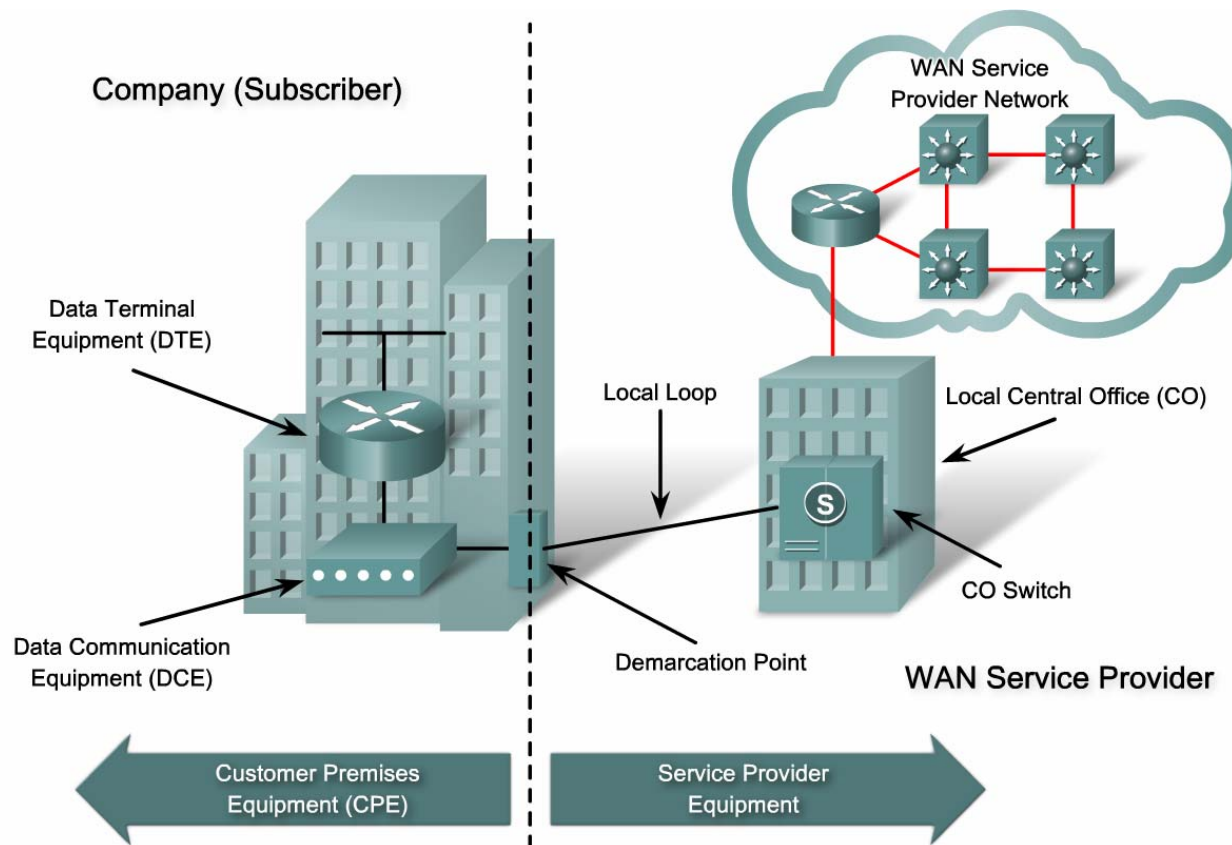 Company (Subscriber)
WAN Service
Provider Network
Data Terminal
Equipment (DTE)
Local Loop
Local Central Office (CO)
S
CO Switch
Data Communication
Equipment (DCE)
Demarcation Point
WAN Service Provider
Customer Premises
Equipment (CPE)
Service Provider
Equipment